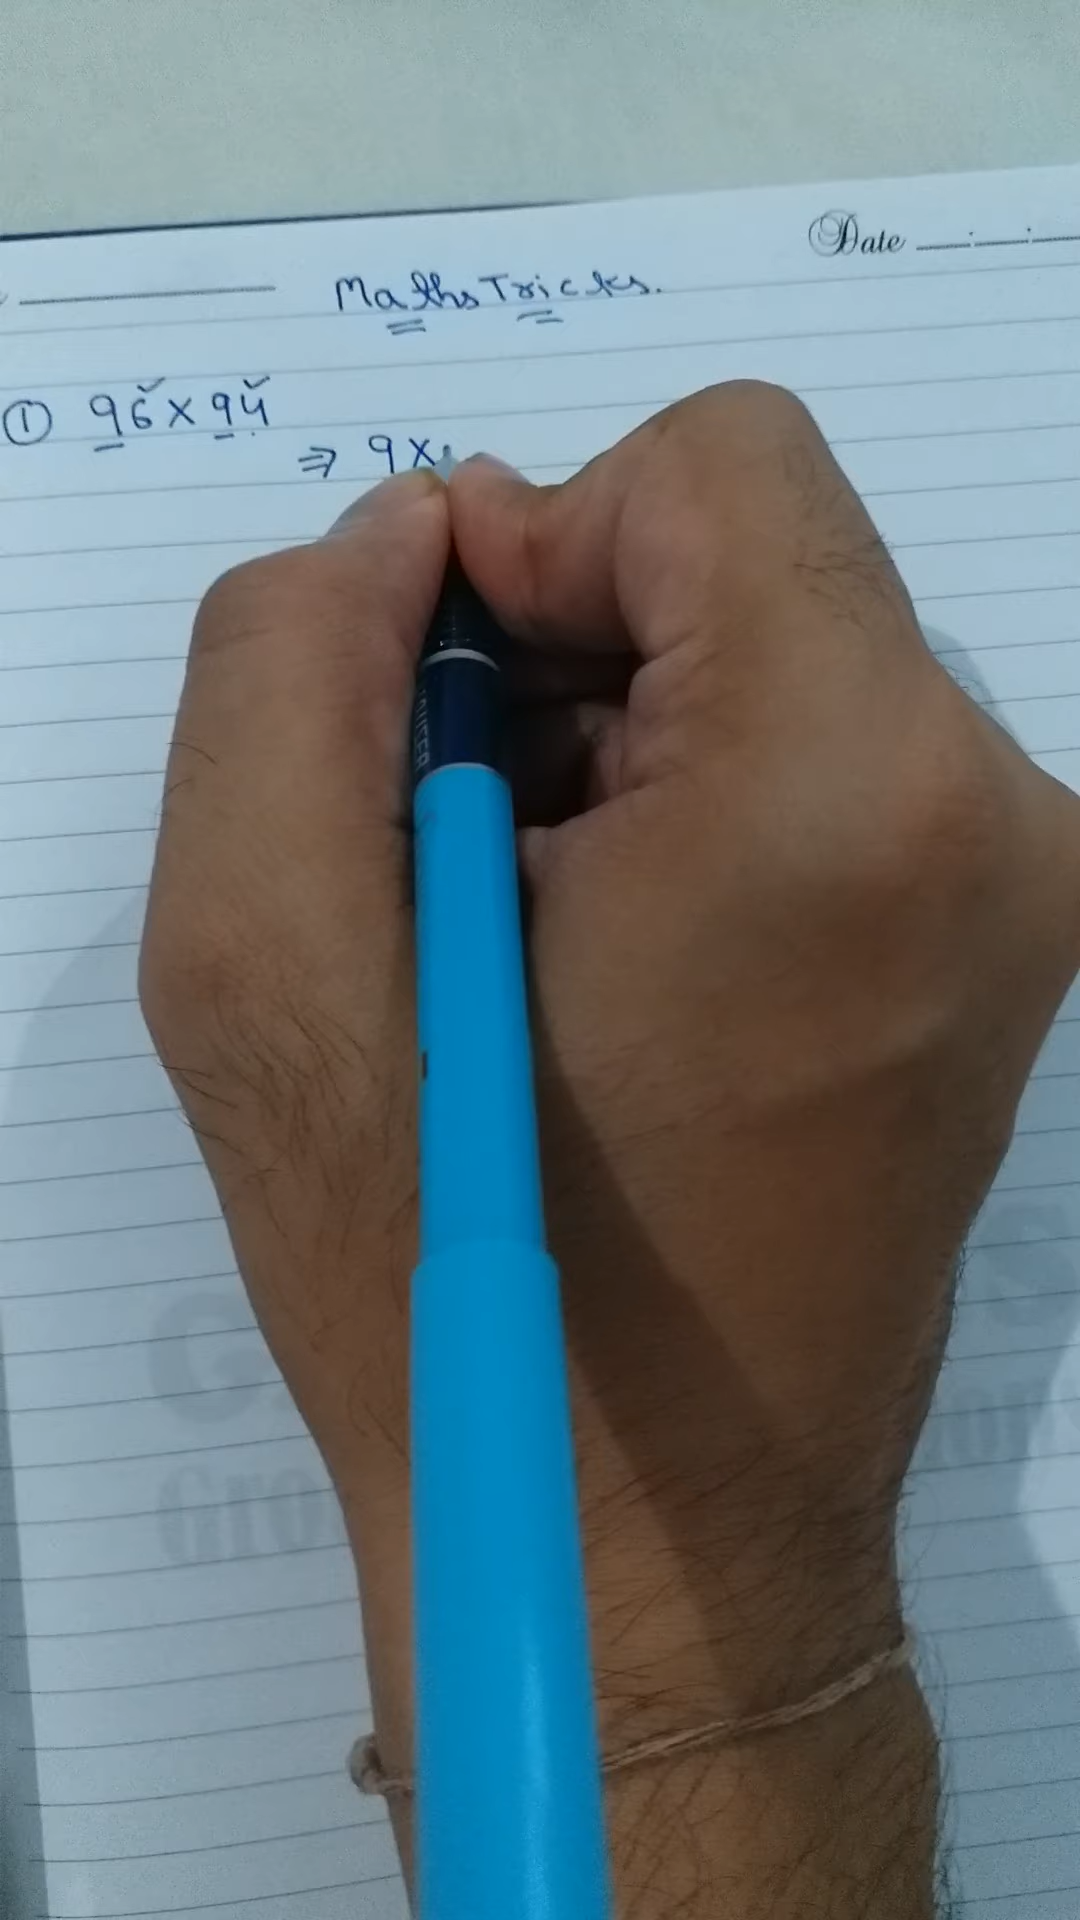 Date
Maths Tricks.
① 96 × 94
⇒ 9 ×